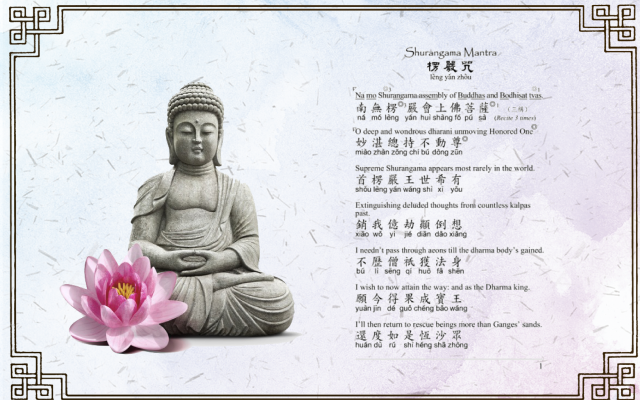 Shurangama Mantra
楞嚴咒
lèng yán zhòu
Na mo Shurangama assembly of Buddhas and Bodhisat tvas.
南無楞嚴會上佛菩薩 (三稱)
ná mó léng yán huì shàng fó pú sà (Recite 3 times)
O deep and wondrous dharani unmoving Honored One
妙湛總持不動尊
miào zhàn zǒng chí bú dòng zūn
Supreme Shurangama appears most rarely in the world.
首楞嚴王世希有
shǒu léng yán wáng shì xī yǒu
Extinguishing deluded thoughts from countless kalpas
past.
銷我億劫顛倒想
xiāo wǒ yì jié diān dǎo xiǎng
I needn't pass through aeons till the dharma body's gained.
不歷僧祇獲法身
bú lì sēng qí huò fǎ shēn
I wish to now attain the way: and as the Dharma king.
願今得果成寶王
yuàn jīn dé guǒ chéng bǎo wáng
I'll then return to rescue beings more than Ganges' sands.
還度如是恆沙眾
huán dù rú shì héng shā zhòng
1